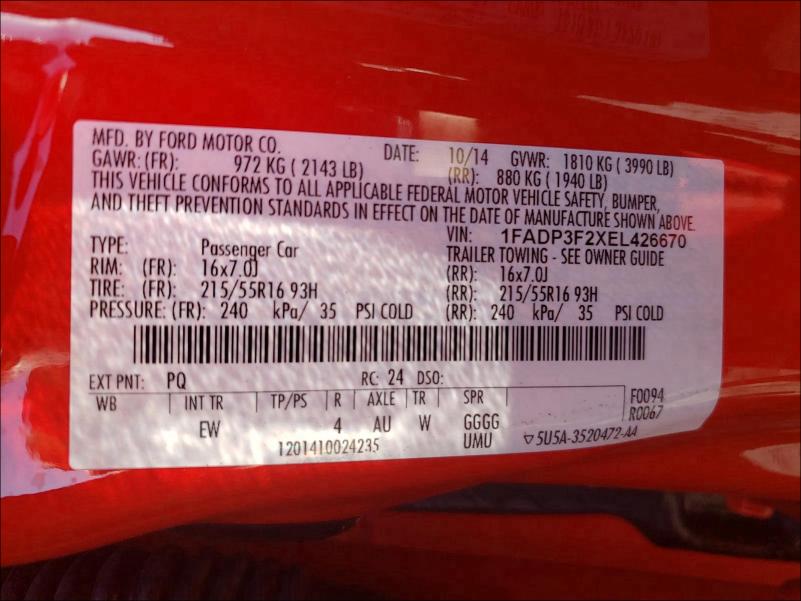 MFD. BY FORD MOTOR CO. DATE: 10/14 GVWR: 1810 KG ( 3990 LB)
GAWR: (FR): 972 KG ( 2143 LB) (RR): 880 KG ( 1940 LB)
THIS VEHICLE CONFORMS TO ALL APPLICABLE FEDERAL MOTOR VEHICLE SAFETY, BUMPER,
AND THEFT PREVENTION STANDARDS IN EFFECT ON THE DATE OF MANUFACTURE SHOWN ABOVE.
VIN: 1FADP3F2XEL426670
TYPE: Passenger Car TRAILER TOWING - SEE OWNER GUIDE
RIM: (FR): 16x7.0J (RR): 16x7.0J
TIRE: (FR): 215/55R16 93H (RR): 215/55R16 93H
PRESSURE: (FR): 240 kPa/ 35 PSI COLD (RR): 240 kPa/ 35 PSI COLD
EXT PNT: PQ RC: 24 DSO:
WB INT TR TP/PS R AXLE TR SPR F0094
R0067
EW 4 AU W GGGG
UMU
1201410024235 5U5A-3520472-AA